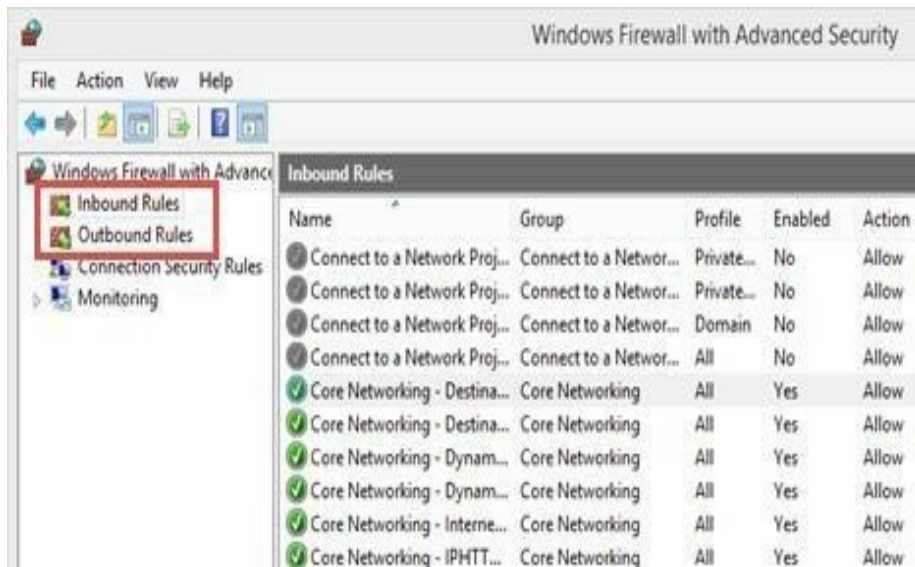 Windows Firewall with Advanced Security
File Action View Help
Windows Firewall with Advance
Inbound Rules
Outbound Rules
Connection Security Rules
Monitoring
Inbound Rules
Name Group Profile Enabled Action
Connect to a Network Proj... Connect to a Networ... Private... No Allow
Connect to a Network Proj... Connect to a Networ... Private... No Allow
Connect to a Network Proj... Connect to a Networ... Domain No Allow
Connect to a Network Proj... Connect to a Networ... All No Allow
Core Networking - Destina... Core Networking All Yes Allow
Core Networking - Destina... Core Networking All Yes Allow
Core Networking - Dynam... Core Networking All Yes Allow
Core Networking - Dynam... Core Networking All Yes Allow
Core Networking - Interne... Core Networking All Yes Allow
Core Networking - IPHTT... Core Networking All Yes Allow